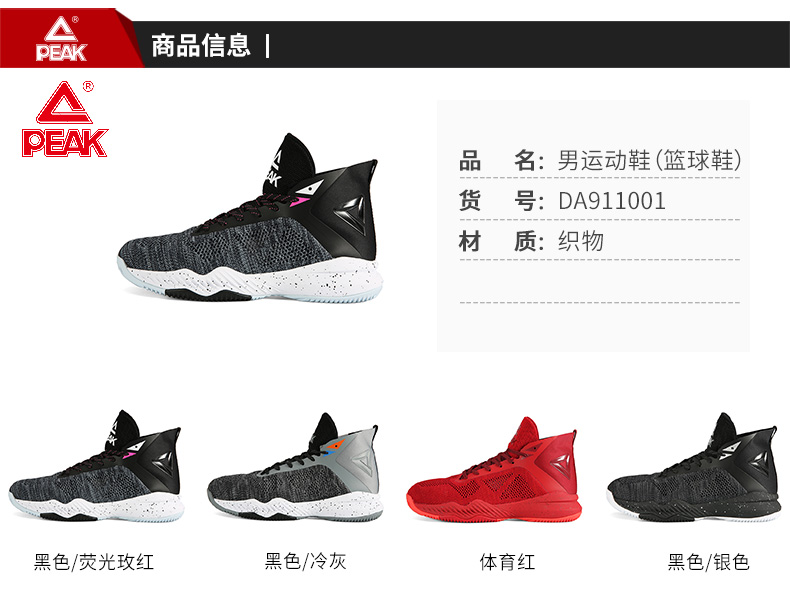 PEAK
商品信息
PEAK
品 名: 男运动鞋(篮球鞋)
货 号: DA911001
材 质: 织物
黑色/荧光玫红
黑色/冷灰
体育红
黑色/银色